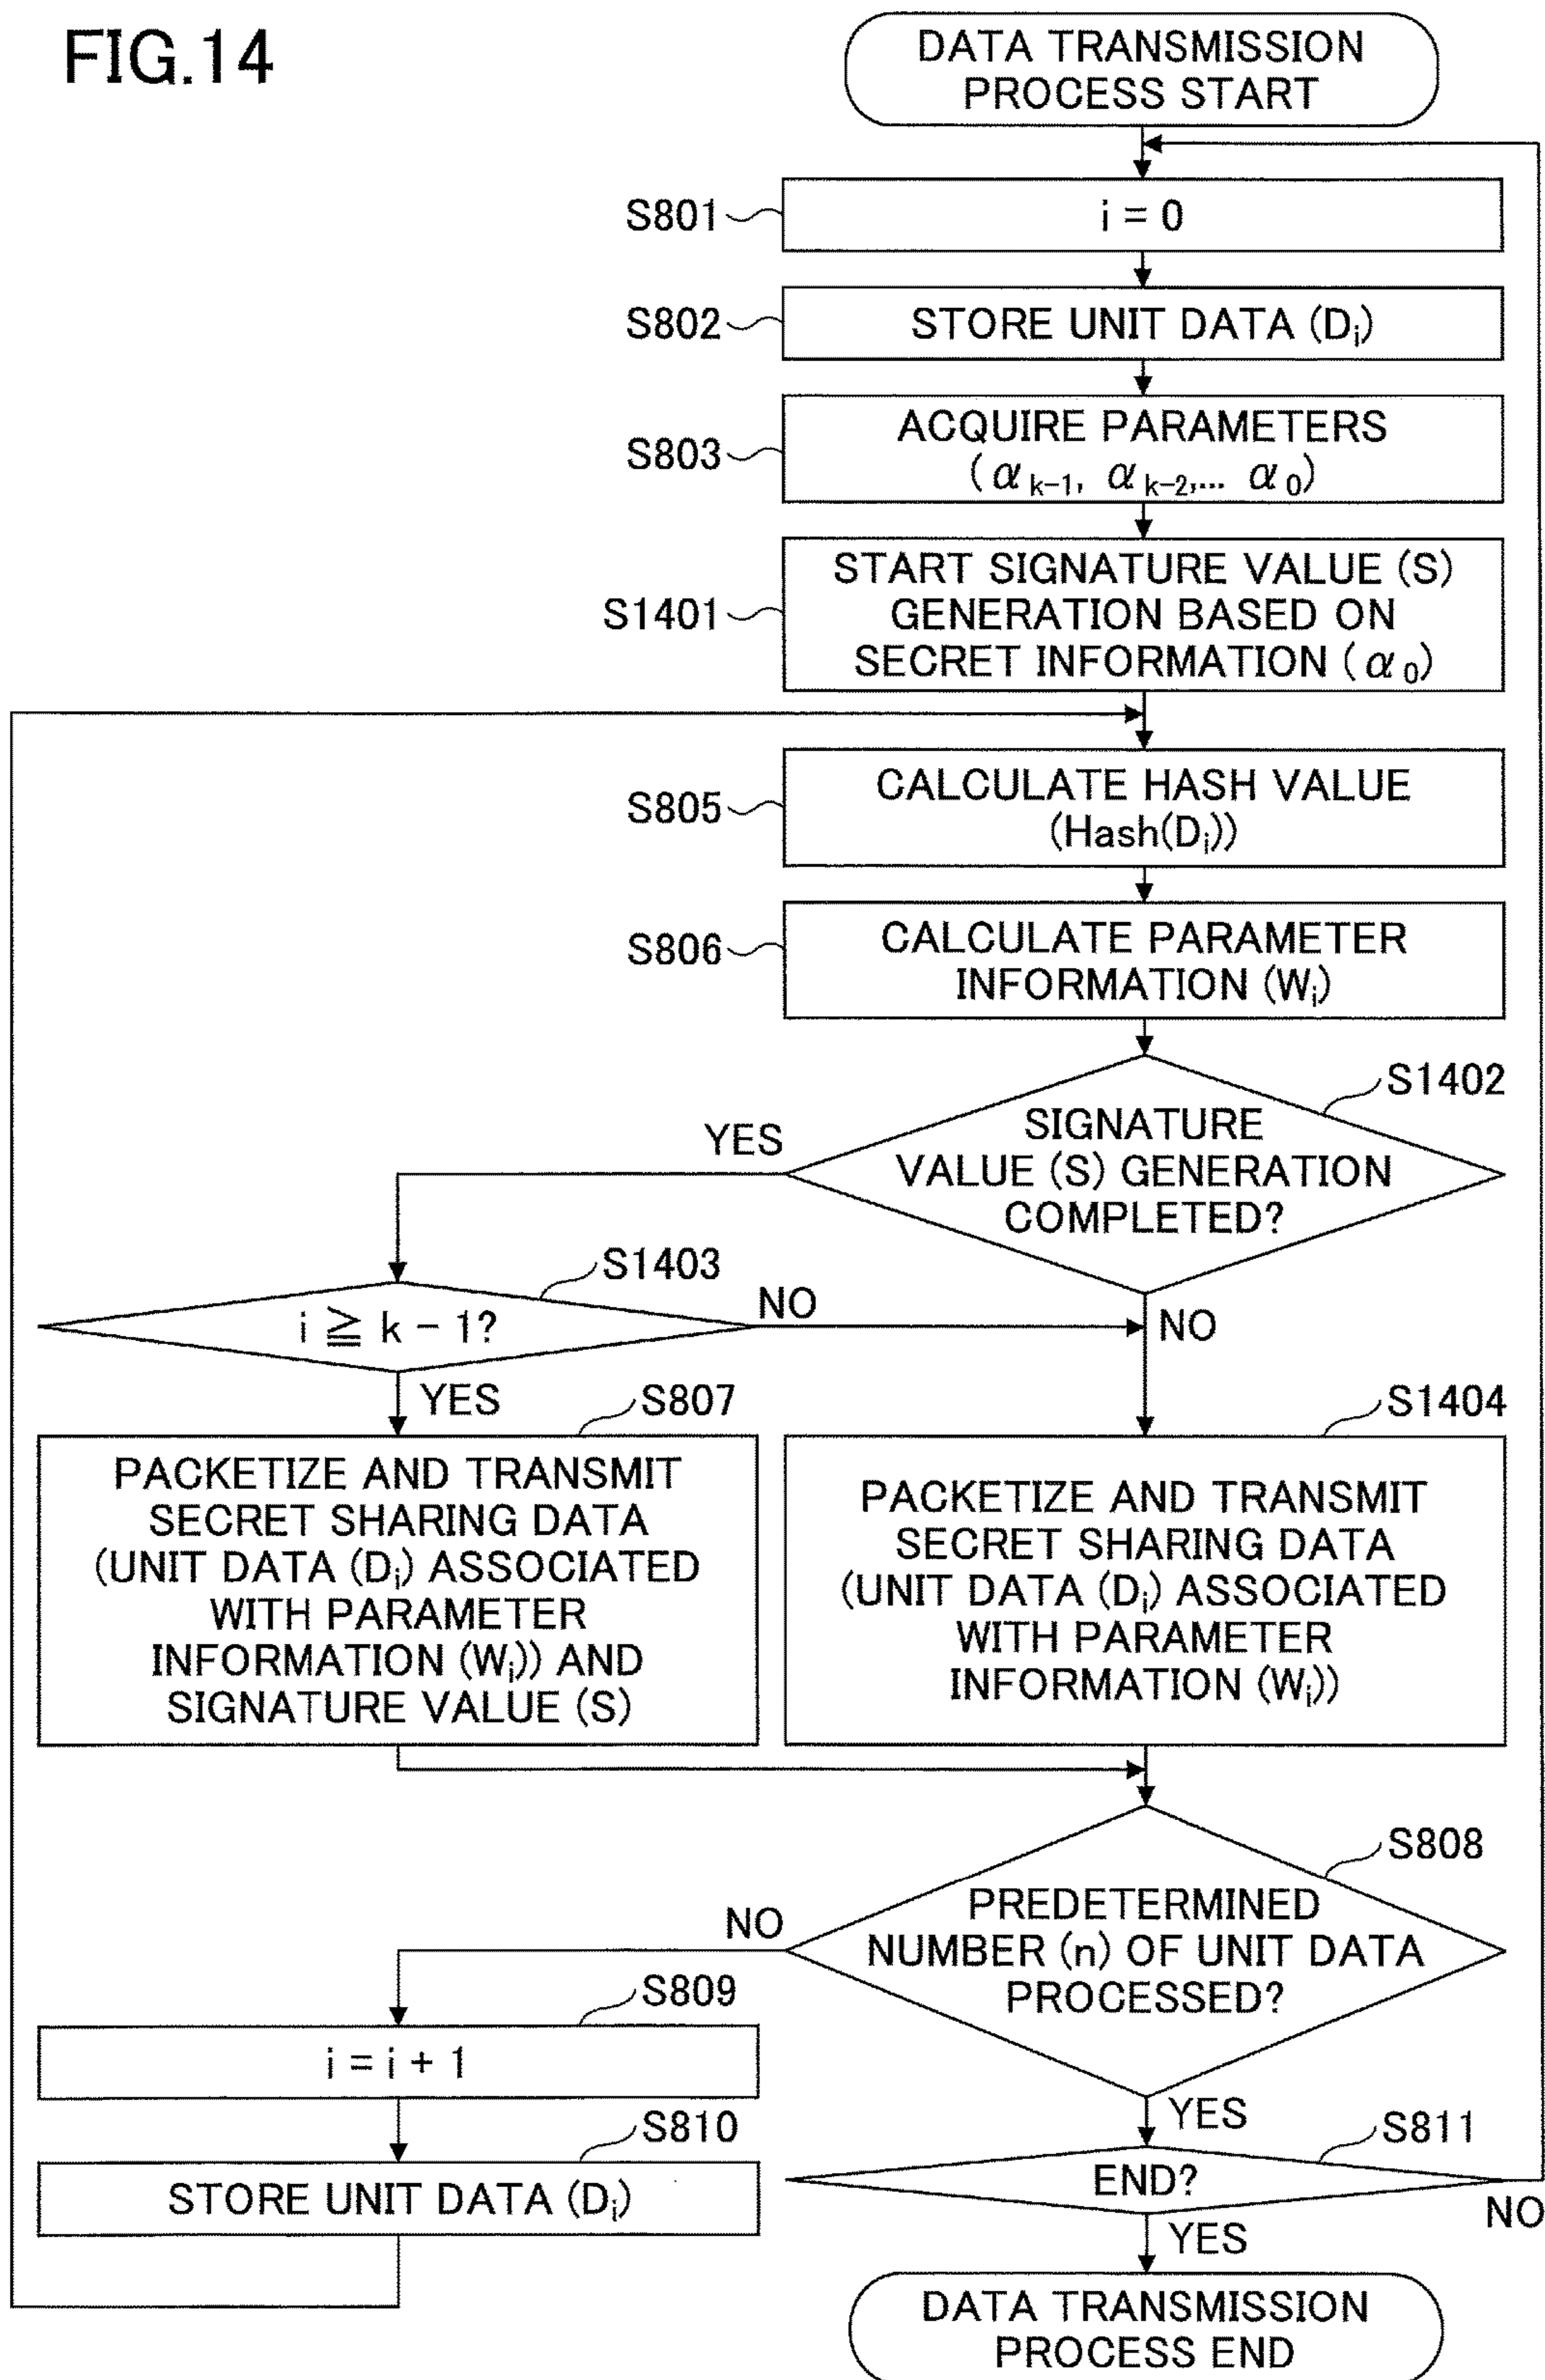 FIG.14
DATA TRANSMISSION
PROCESS START
S801
i = 0
S802
STORE UNIT DATA (Di)
S803
ACQUIRE PARAMETERS
(αk-1, αk-2,... α0)
S1401
START SIGNATURE VALUE (S)
GENERATION BASED ON
SECRET INFORMATION (α0)
S805
CALCULATE HASH VALUE
(Hash(Di))
S806
CALCULATE PARAMETER
INFORMATION (Wi)
S1402
SIGNATURE
VALUE (S) GENERATION
COMPLETED?
YES
NO
S1403
i ≧ k - 1?
NO
YES
S807
PACKETIZE AND TRANSMIT
SECRET SHARING DATA
(UNIT DATA (Di) ASSOCIATED
WITH PARAMETER
INFORMATION (Wi)) AND
SIGNATURE VALUE (S)
S1404
PACKETIZE AND TRANSMIT
SECRET SHARING DATA
(UNIT DATA (Di) ASSOCIATED
WITH PARAMETER
INFORMATION (Wi))
S808
PREDETERMINED
NUMBER (n) OF UNIT DATA
PROCESSED?
NO
YES
S809
i = i + 1
S810
STORE UNIT DATA (Di)
S811
END?
NO
YES
DATA TRANSMISSION
PROCESS END